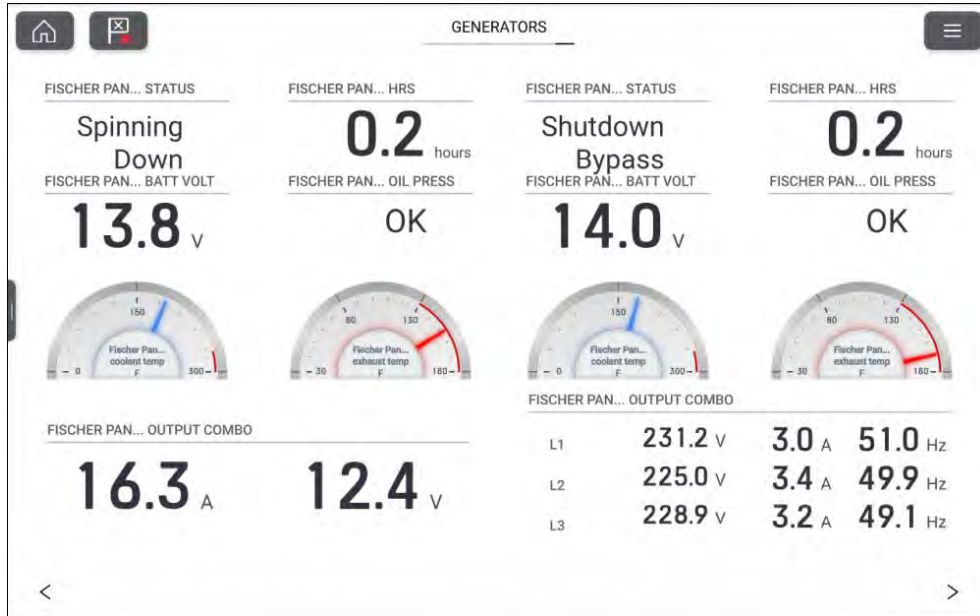 GENERATORS
FISCHER PAN... STATUS
Spinning
Down
FISCHER PAN... HRS
0.2 hours
FISCHER PAN... STATUS
Shutdown
Bypass
FISCHER PAN... HRS
0.2 hours
FISCHER PAN... BATT VOLT
13.8 V
FISCHER PAN... OIL PRESS
OK
FISCHER PAN... BATT VOLT
14.0 V
FISCHER PAN... OIL PRESS
OK
150
Fischer Pan...
coolant temp
F
0
300
80
130
Fischer Pan...
exhaust temp
F
30
180
150
Fischer Pan...
coolant temp
F
0
300
80
130
Fischer Pan...
exhaust temp
F
30
180
FISCHER PAN... OUTPUT COMBO
16.3 A 12.4 V
FISCHER PAN... OUTPUT COMBO
L1 231.2 V 3.0 A 51.0 Hz
L2 225.0 V 3.4 A 49.9 Hz
L3 228.9 V 3.2 A 49.1 Hz